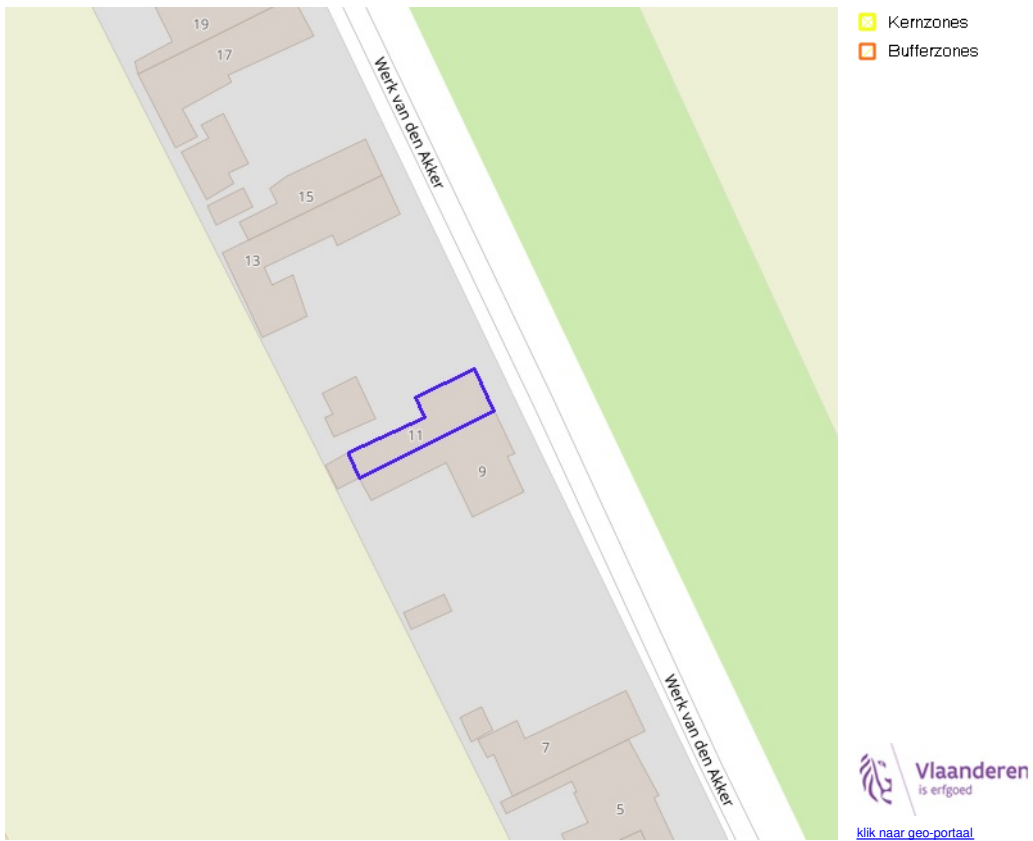 Kernzones
Bufferzones
19
17
Werk van den Akker
15
13
11
9
Werk van den Akker
7
5
Vlaanderen
is erfgoed
klik naar geo-portaal